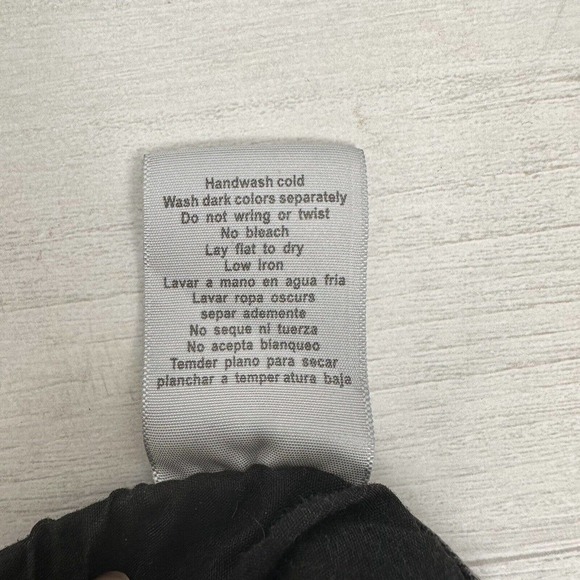 Handwash cold
Wash dark colors separately
Do not wring or twist
No bleach
Lay flat to dry
Low Iron
Lavar a mano en agua fria
Lavar ropa oscurs
separ ademente
No seque ni tuerza
No acepta blanqueo
Temder plano para secar
planchar a temper atura baja